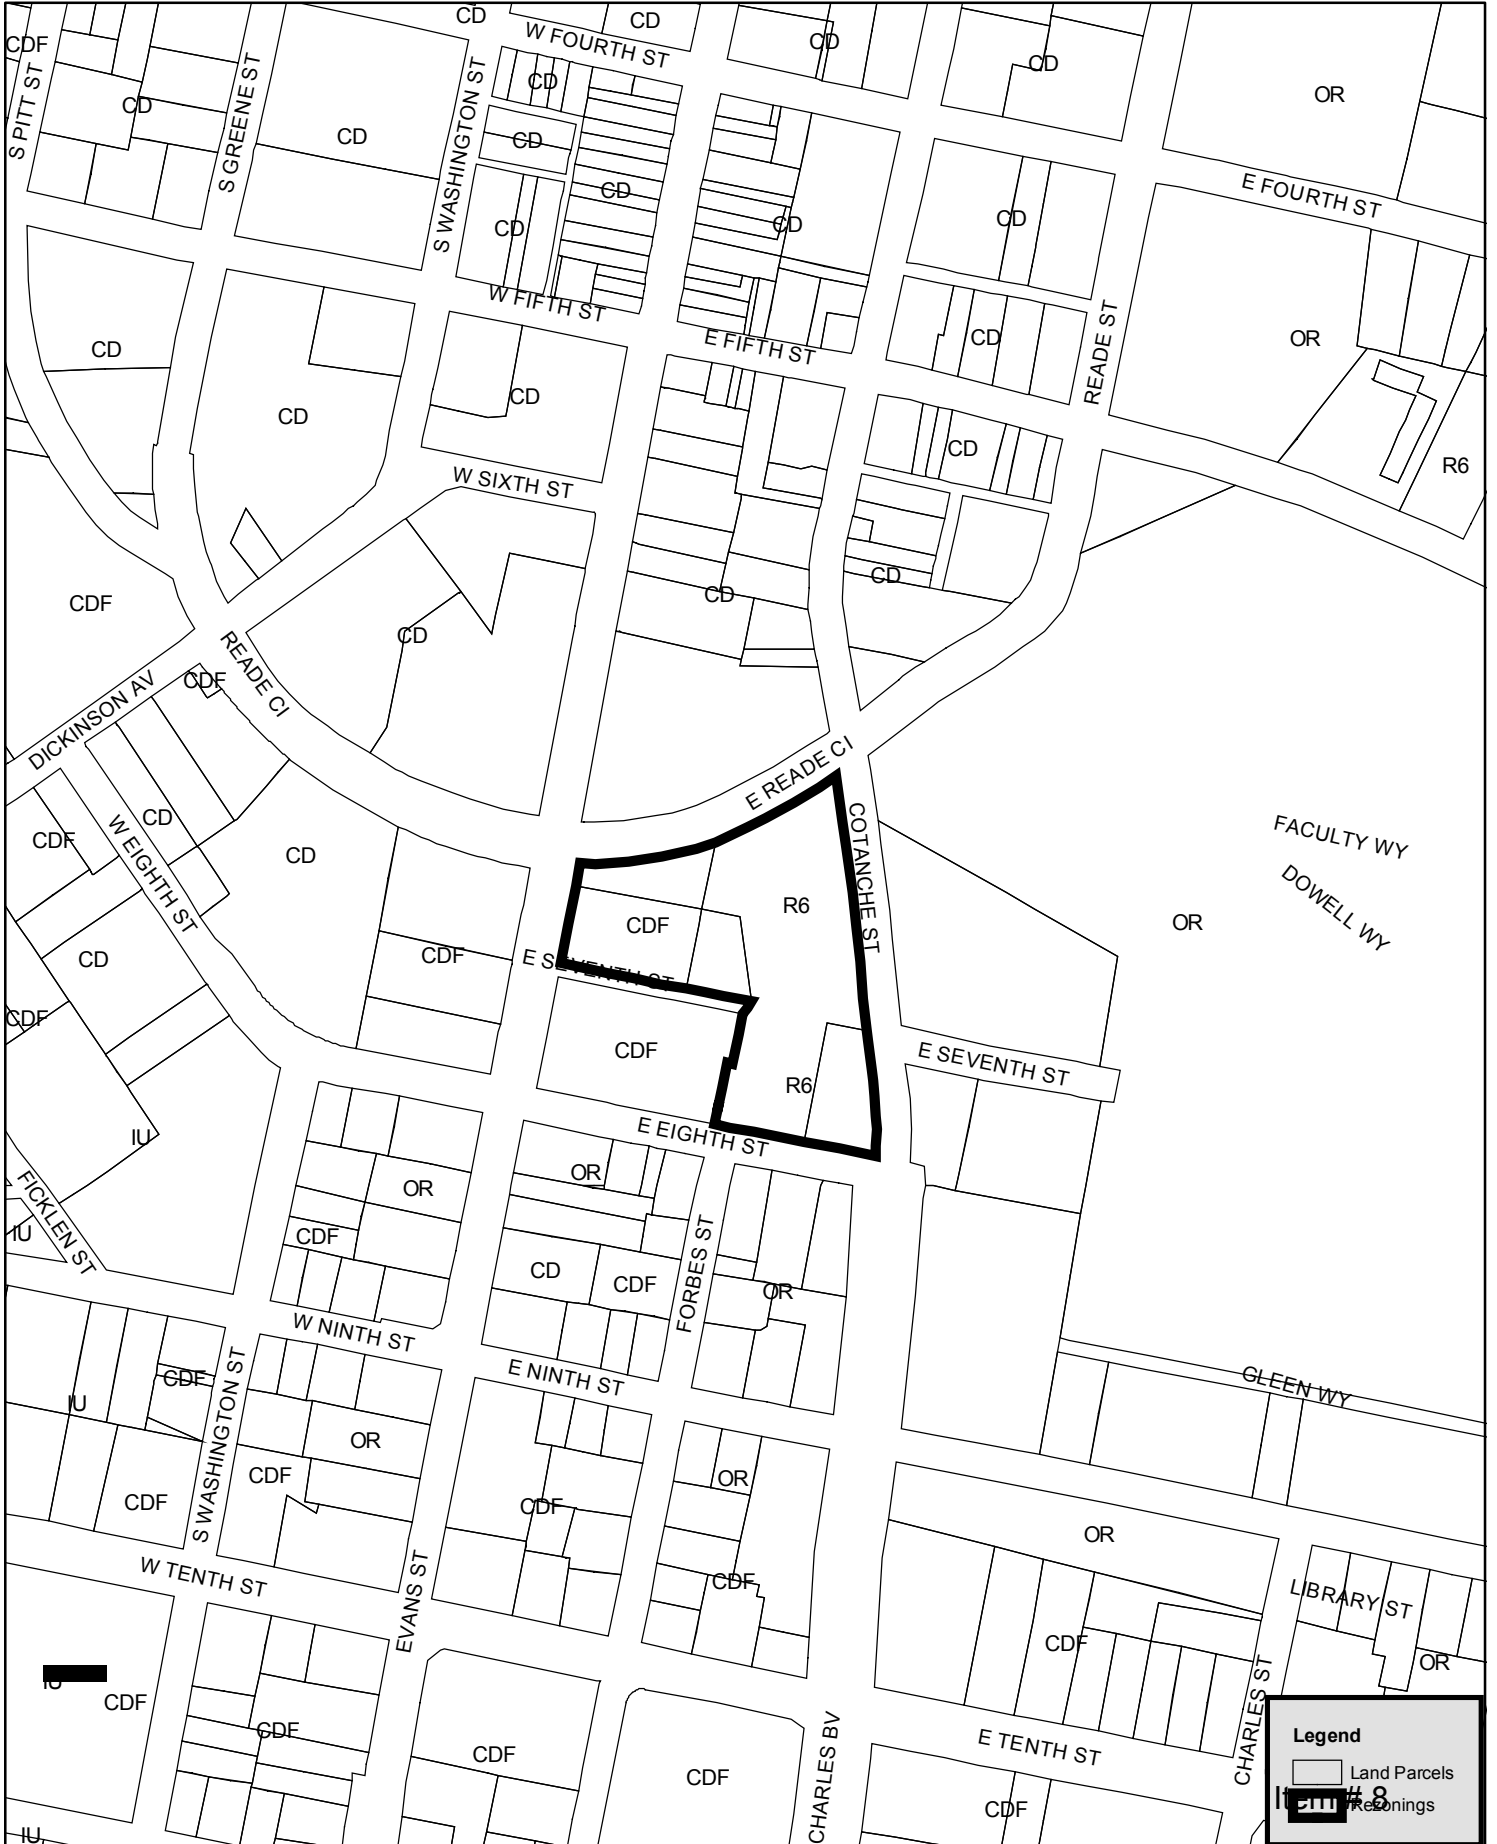 CD
CD
W FOURTH ST
CD
CDF
CD
OR
CD
CD
S PITT ST
S GREENE ST
CD
S WASHINGTON ST
CD
CD
E FOURTH ST
CD
CD
CD
CD
W FIFTH ST
E FIFTH ST
CD
READE ST
OR
CD
CD
CD
CD
R6
W SIXTH ST
CD
CD
CDF
CD
READE CI
CDF
DICKINSON AV
E READE CI
COTANCHE ST
CD
W EIGHTH ST
CDF
CD
FACULTY WY
DOWELL WY
R6
OR
CDF
CD
CDF
E SEVENTH ST
CDF
CDF
E SEVENTH ST
R6
E EIGHTH ST
IU
OR
OR
FICKLEN ST
IU
CDF
FORBES ST
CD
CDF
OR
W NINTH ST
E NINTH ST
GLEEN WY
CDF
IU
S WASHINGTON ST
OR
CDF
OR
CDF
CDF
OR
W TENTH ST
EVANS ST
CDF
LIBRARY ST
CDF
OR
IU
CDF
CDF
CHARLES ST
E TENTH ST
CDF
CDF
CHARLES BV
CDF
IU
Legend
Land Parcels
Rezonings
Item # 8